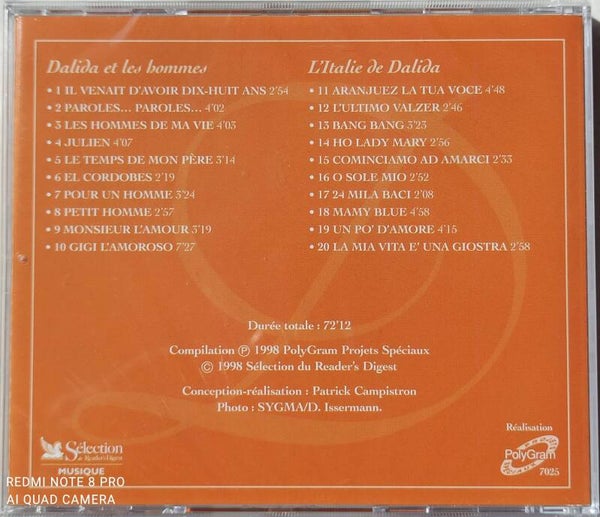 Dalida et les hommes
• 1 IL VENAIT D'AVOIR DIX-HUIT ANS 2'54
• 2 PAROLES... PAROLES... 4'02
• 3 LES HOMMES DE MA VIE 4'03
• 4 JULIEN 4'07
• 5 LE TEMPS DE MON PÈRE 3'14
• 6 EL CORDOBES 2'19
• 7 POUR UN HOMME 3'24
• 8 PETIT HOMME 2'57
• 9 MONSIEUR L'AMOUR 3'19
• 10 GIGI L'AMOROSO 7'27
L'Italie de Dalida
• 11 ARANJUEZ LA TUA VOCE 4'48
• 12 L'ULTIMO VALZER 2'46
• 13 BANG BANG 3'23
• 14 HO LADY MARY 2'56
• 15 COMINCIAMO AD AMARCI 2'33
• 16 O SOLE MIO 2'52
• 17 24 MILA BACI 2'08
• 18 MAMY BLUE 4'58
• 19 UN PO' D'AMORE 4'15
• 20 LA MIA VITA E' UNA GIOSTRA 2'58
Durée totale : 72'12
Compilation Ⓟ 1998 PolyGram Projets Spéciaux
© 1998 Sélection du Reader's Digest
Conception-réalisation : Patrick Campistron
Photo : SYGMA/D. Issermann.
Sélection
du Reader's Digest
MUSIQUE
Réalisation
PolyGram
7025
REDMI NOTE 8 PRO
AI QUAD CAMERA